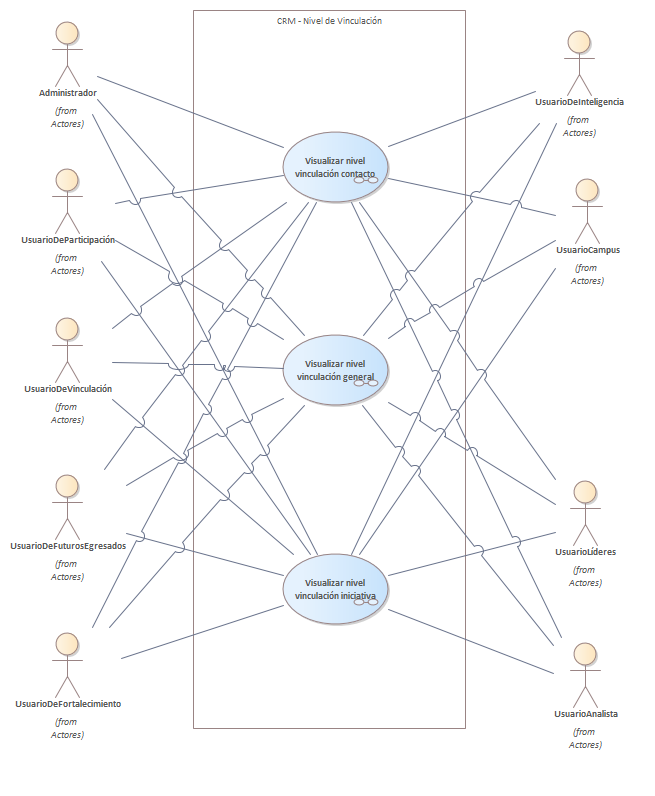 CRM - Nivel de Vinculación
Administrador
(from
Actores)
UsuarioDeParticipación
(from
Actores)
UsuarioDeVinculación
(from
Actores)
UsuarioDeFuturosEgresados
(from
Actores)
UsuarioDeFortalecimiento
(from
Actores)
Visualizar nivel
vinculación contacto
Visualizar nivel
vinculación general
Visualizar nivel
vinculación iniciativa
UsuarioDeInteligencia
(from
Actores)
UsuarioCampus
(from
Actores)
UsuarioLíderes
(from
Actores)
UsuarioAnalista
(from
Actores)